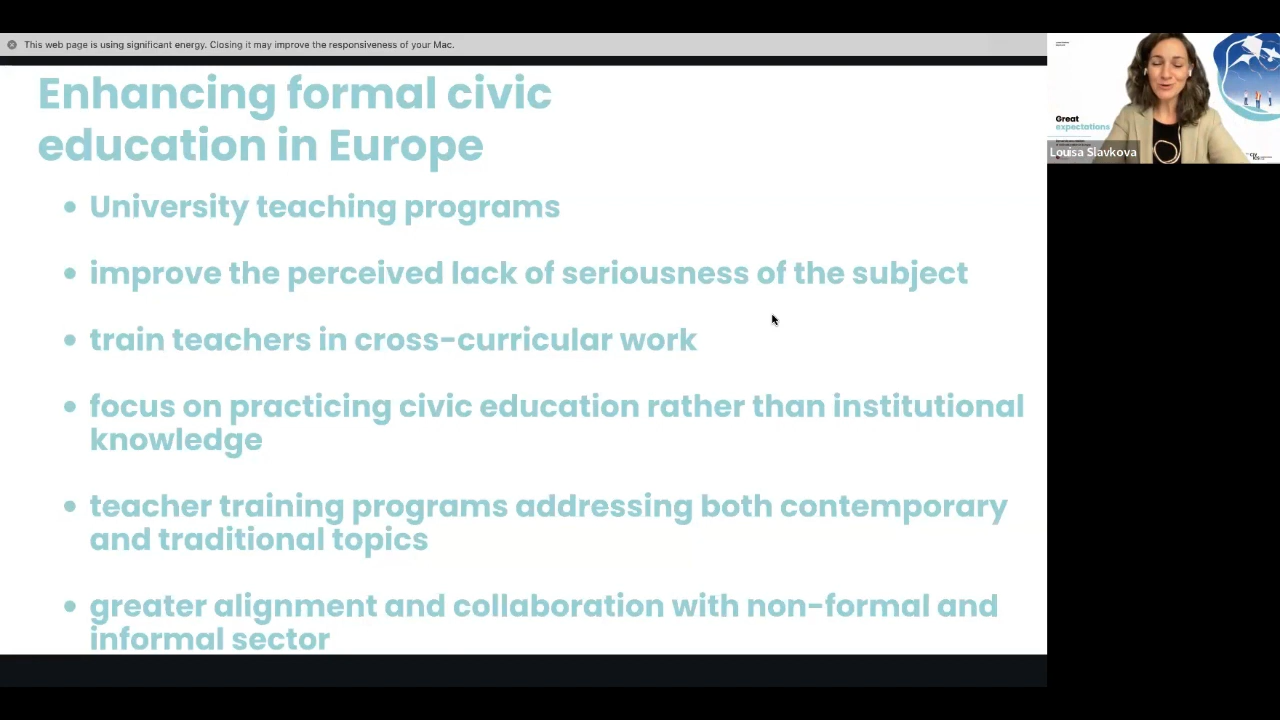 This web page is using significant energy. Closing it may improve the responsiveness of your Mac.
Enhancing formal civic
education in Europe
• University teaching programs
• improve the perceived lack of seriousness of the subject
• train teachers in cross-curricular work
• focus on practicing civic education rather than institutional
knowledge
• teacher training programs addressing both contemporary
and traditional topics
• greater alignment and collaboration with non-formal and
informal sector
Great
expectations
Louisa Slavkova